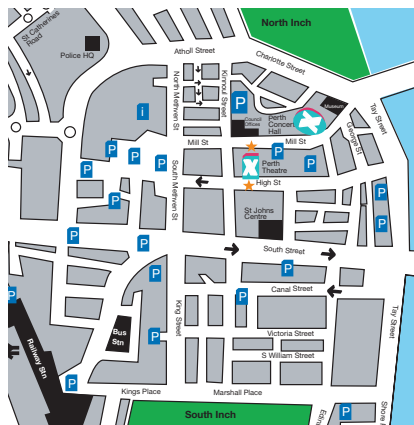 North Inch
St Catherines
Road
Police HQ
Atholl Street
Charlotte Street
North Methven St
Kinnoull Street
P
i
Museum
Council
Offices
Perth
Concert
Hall
Tay Street
George St
Mill St
Mill St
P
P
P
P
P
Perth
Theatre
P
High St
South Methven St
P
P
St Johns
Centre
P
P
P
South Street
P
P
P
Canal Street
P
P
King Street
Tay Street
Railway Stn
Bus
Stn
P
Victoria Street
S William Street
P
Kings Place
Marshall Place
South Inch
P
Shore
Edin